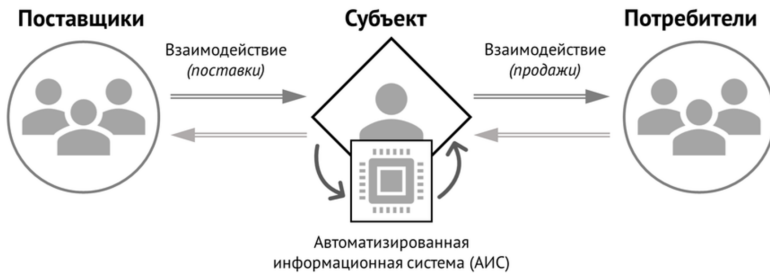 Поставщики
Субъект
Потребители
Взаимодействие
(поставки)
Взаимодействие
(продажи)
Автоматизированная
информационная система (АИС)